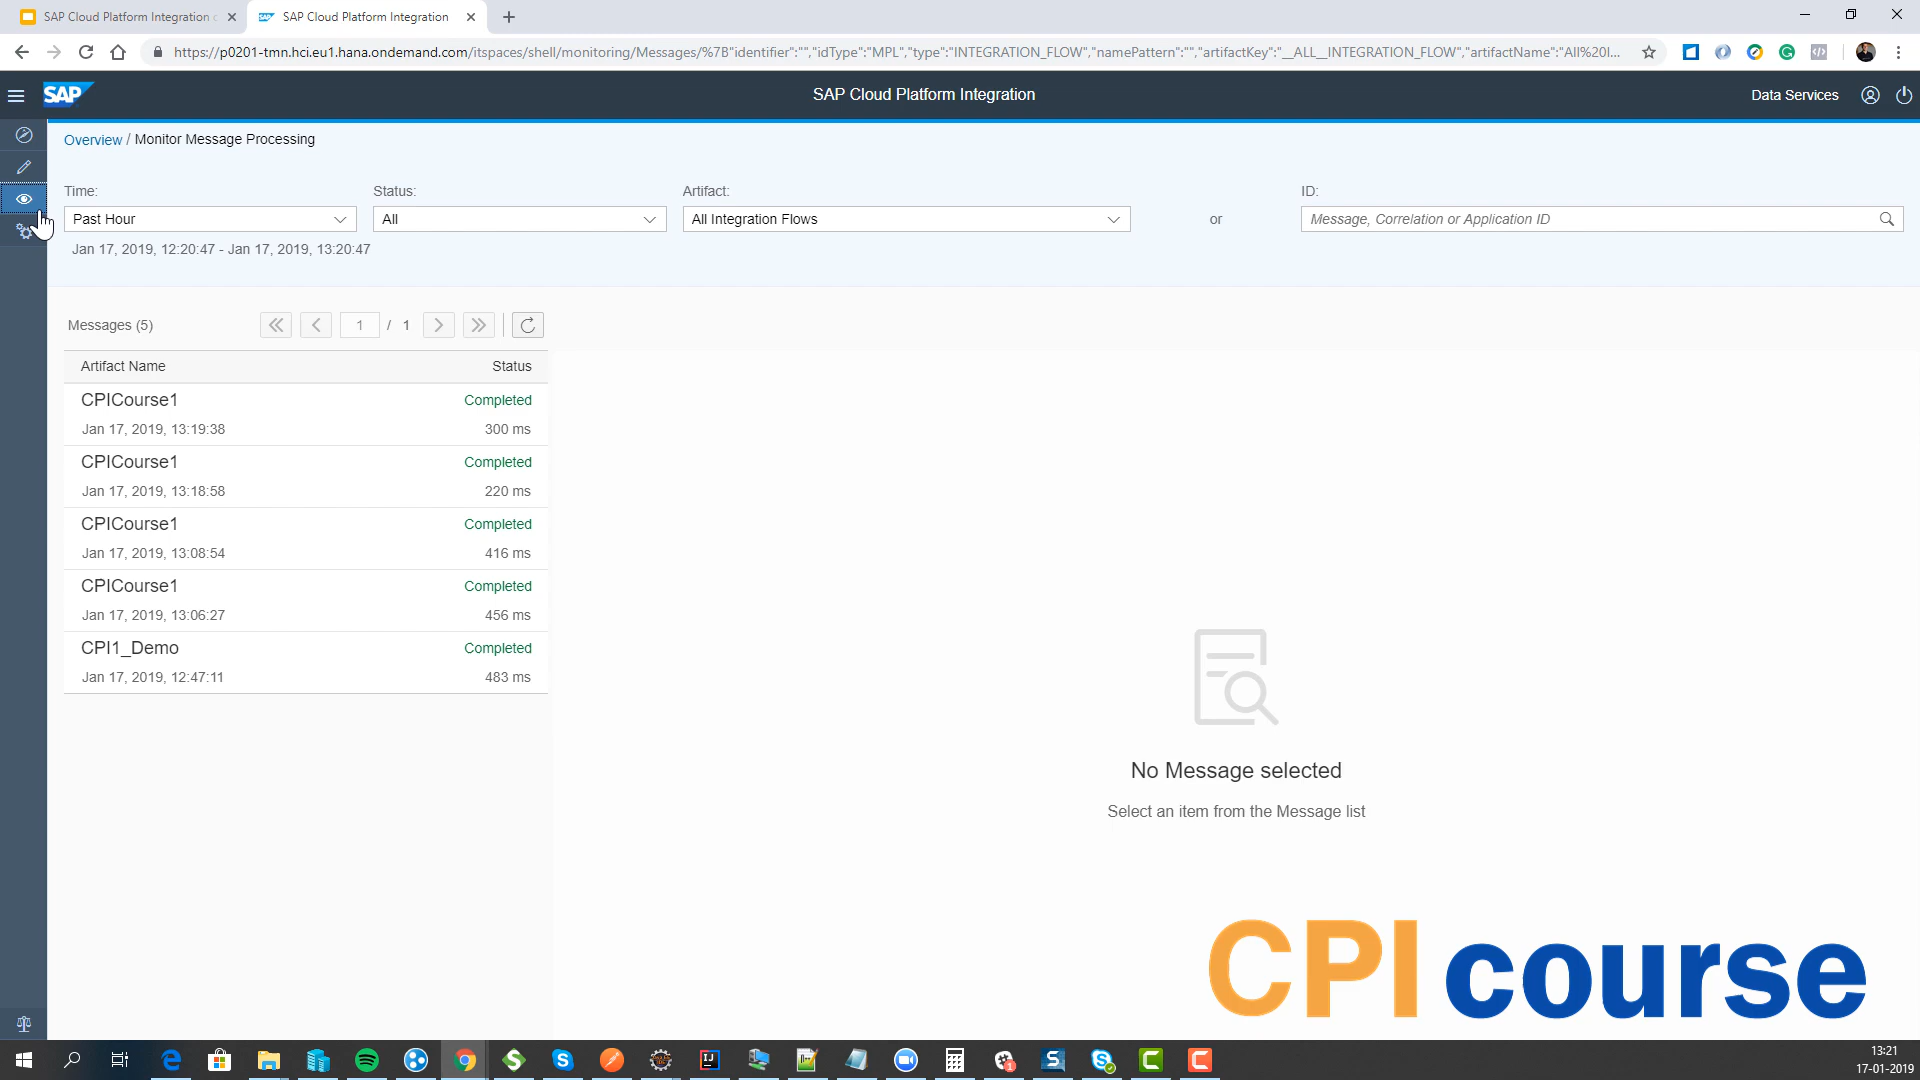 SAP Cloud Platform Integration
SAP Cloud Platform Integration
https://p0201-tmn.hci.eu1.hana.ondemand.com/itspaces/shell/monitoring/Messages/%7B"identifier":"","idType":"MPL","type":"INTEGRATION_FLOW","namePattern":"","artifactKey":"__ALL__INTEGRATION_FLOW","artifactName":"All%20I...
SAP
SAP Cloud Platform Integration
Data Services
Overview / Monitor Message Processing
Time:
Status:
Artifact:
ID:
Past Hour
All
All Integration Flows
or
Message, Correlation or Application ID
Jan 17, 2019, 12:20:47 - Jan 17, 2019, 13:20:47
Messages (5)
1 / 1
Artifact Name
Status
CPICourse1
Completed
Jan 17, 2019, 13:19:38
300 ms
CPICourse1
Completed
Jan 17, 2019, 13:18:58
220 ms
CPICourse1
Completed
Jan 17, 2019, 13:08:54
416 ms
CPICourse1
Completed
Jan 17, 2019, 13:06:27
456 ms
CPI1_Demo
Completed
Jan 17, 2019, 12:47:11
483 ms
No Message selected
Select an item from the Message list
CPI course
13:21
17-01-2019